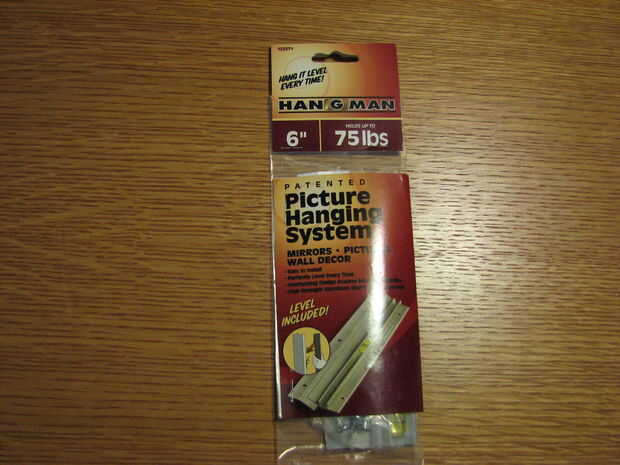 HANG IT LEVEL
EVERY TIME!
HANGMAN
6"
HOLDS UP TO
75 lbs
PATENTED
Picture
Hanging
System
MIRRORS •
WALL DECOR
• Easy to Install
• Perfectly Level Every Time
LEVEL
INCLUDED!